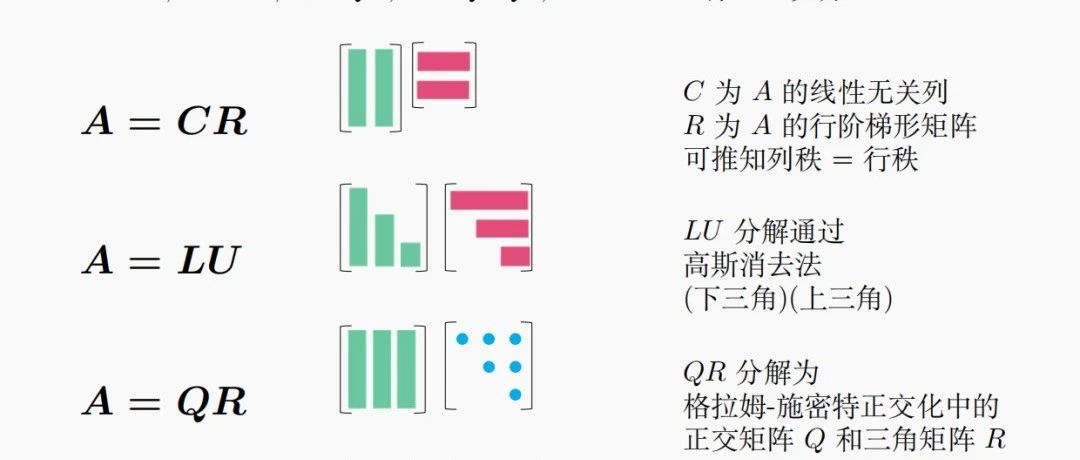 A = CR
C 为 A 的线性无关列
R 为 A 的行阶梯形矩阵
可推知列秩 = 行秩
A = LU
LU 分解通过
高斯消去法
(下三角)(上三角)
A = QR
QR 分解为
格拉姆-施密特正交化中的
正交矩阵 Q 和三角矩阵 R